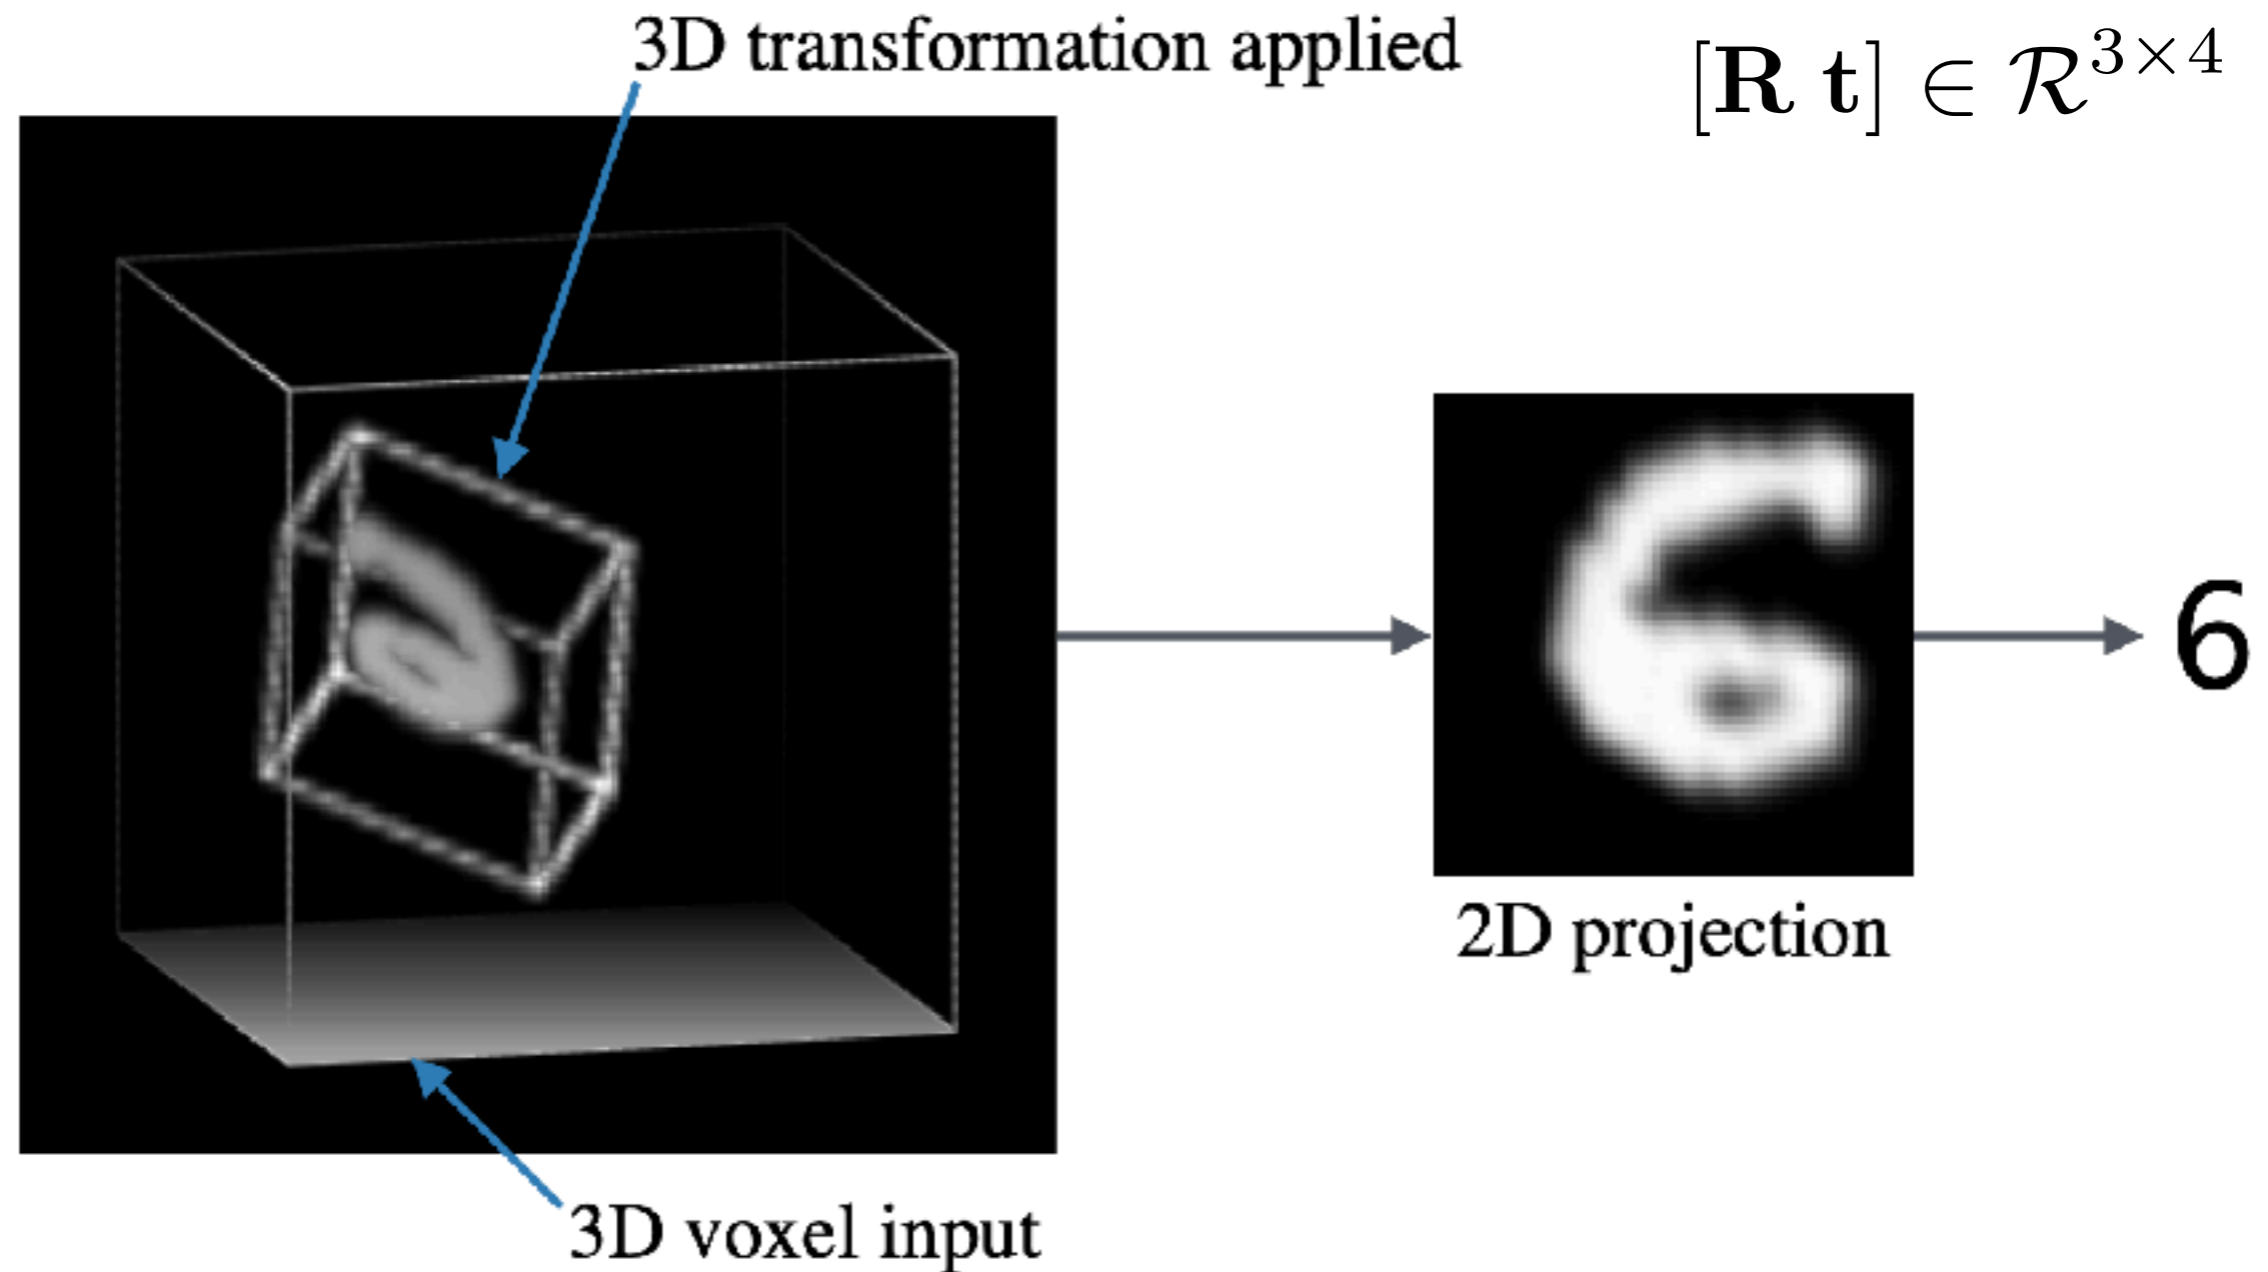 3D transformation applied
[R t] ∈ ℛ^{3×4}
6
2D projection
3D voxel input